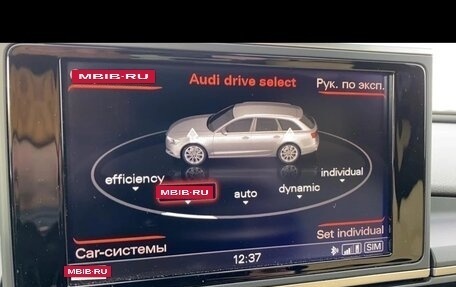 MBIB-RU
Audi drive select
Рук. по эксп.
efficiency
MBIB-RU
auto
dynamic
individual
Car-системы
Set individual
12:37
SIM
MBIB-RU